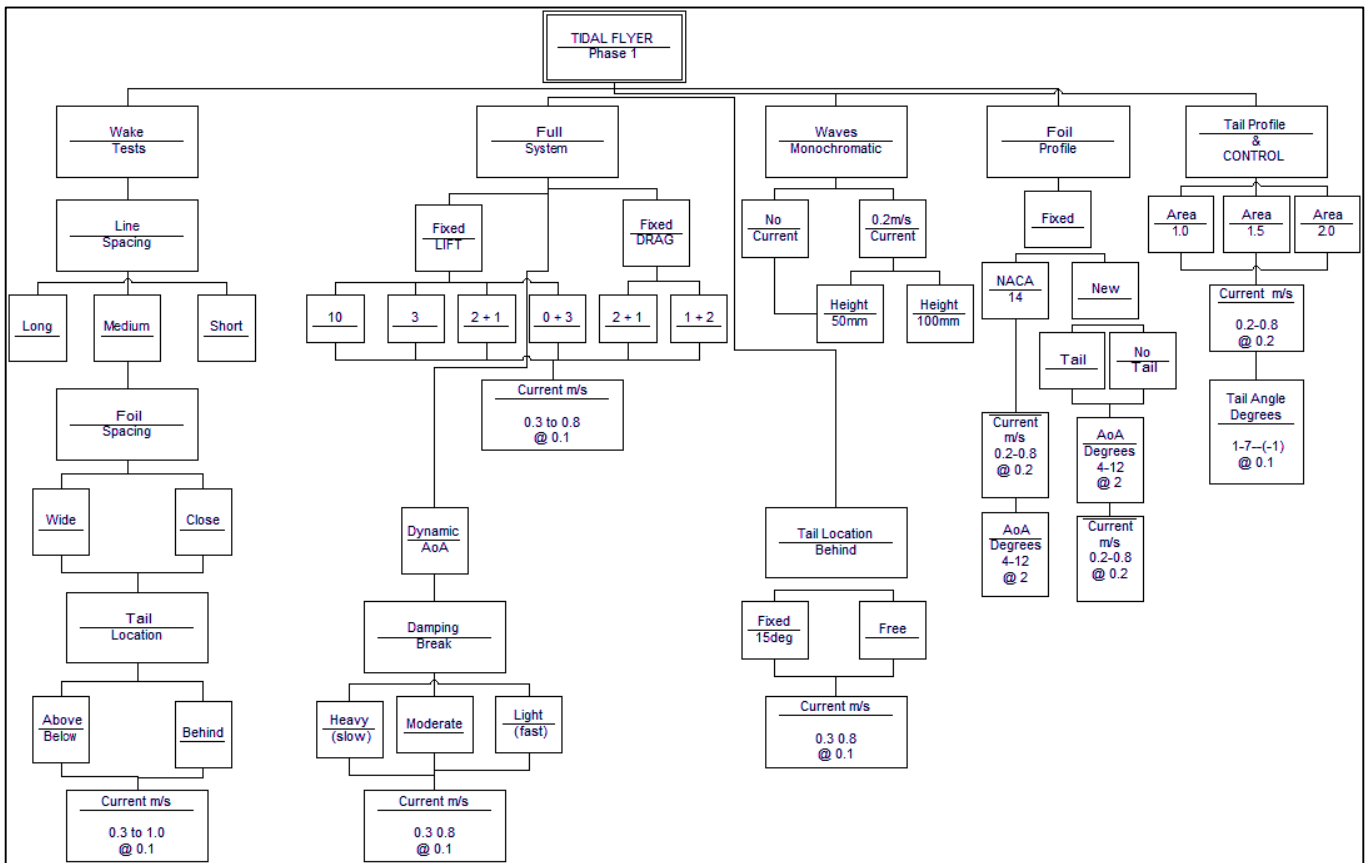 TIDAL FLYER
Phase 1
Wake
Tests
Full
System
Waves
Monochromatic
Foil
Profile
Tail Profile
&
CONTROL
Line
Spacing
Fixed
LIFT
Fixed
DRAG
No
Current
0.2m/s
Current
Fixed
Area
1.0
Area
1.5
Area
2.0
Long
Medium
Short
10
3
2 + 1
0 + 3
2 + 1
1 + 2
Height
50mm
Height
100mm
NACA
14
New
Current m/s
0.2-0.8
@ 0.2
Tail
No
Tail
Current m/s
0.3 to 0.8
@ 0.1
Foil
Spacing
Tail Angle
Degrees
1-7--(-1)
@ 0.1
Current
m/s
0.2-0.8
@ 0.2
AoA
Degrees
4-12
@ 2
Wide
Close
Dynamic
AoA
Tail Location
Behind
AoA
Degrees
4-12
@ 2
Current
m/s
0.2-0.8
@ 0.2
Tail
Location
Damping
Break
Fixed
15deg
Free
Above
Below
Behind
Heavy
(slow)
Moderate
Light
(fast)
Current m/s
0.3 0.8
@ 0.1
Current m/s
0.3 to 1.0
@ 0.1
Current m/s
0.3 0.8
@ 0.1